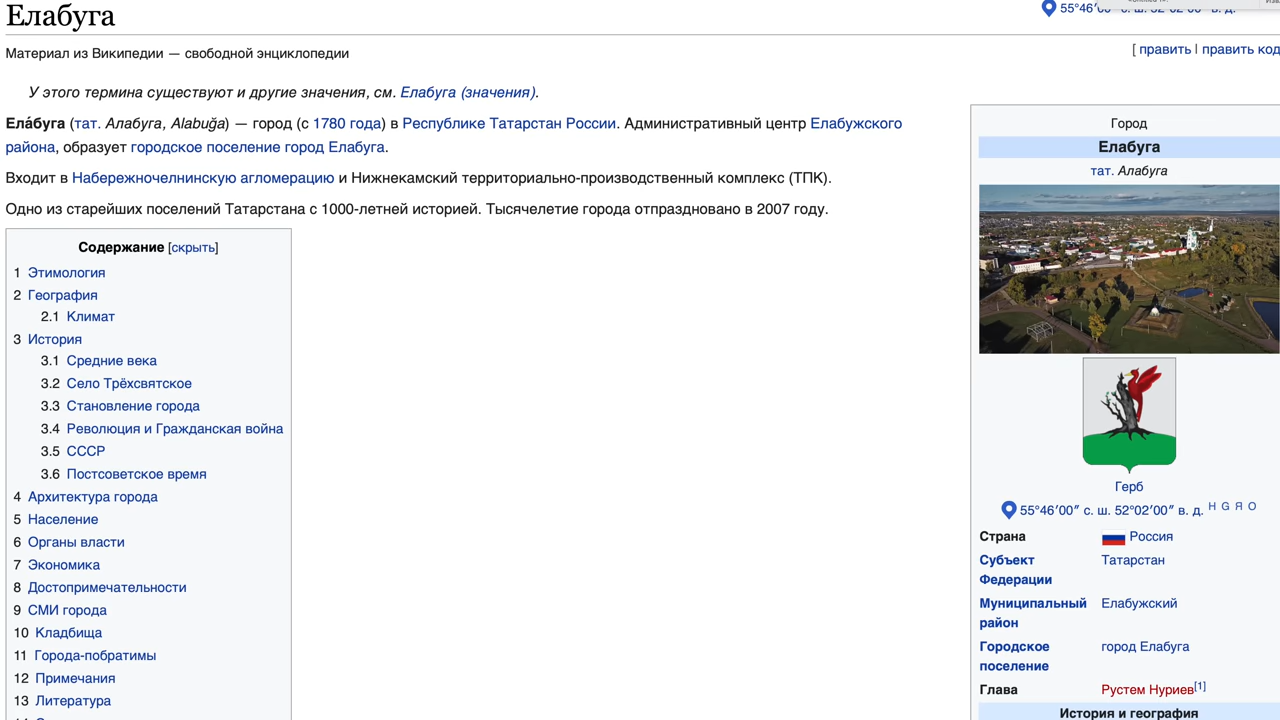 Елабуга
Материал из Википедии — свободной энциклопедии
[ править | править код
У этого термина существуют и другие значения, см. Елабуга (значения).
Ела́буга (тат. Алабуга, Alabuğa) — город (с 1780 года) в Республике Татарстан России. Административный центр Елабужского
района, образует городское поселение город Елабуга.
Входит в Набережночелнинскую агломерацию и Нижнекамский территориально-производственный комплекс (ТПК).
Одно из старейших поселений Татарстана с 1000-летней историей. Тысячелетие города отпраздновано в 2007 году.
Содержание [скрыть]
1 Этимология
2 География
2.1 Климат
3 История
3.1 Средние века
3.2 Село Трёхсвятское
3.3 Становление города
3.4 Революция и Гражданская война
3.5 СССР
3.6 Постсоветское время
4 Архитектура города
5 Население
6 Органы власти
7 Экономика
8 Достопримечательности
9 СМИ города
10 Кладбища
11 Города-побратимы
12 Примечания
13 Литература
Город
Елабуга
тат. Алабуга
Герб
55°46′00″ с. ш. 52°02′00″ в. д. H G Я O
Страна Россия
Субъект Татарстан
Федерации
Муниципальный Елабужский
район
Городское город Елабуга
поселение
Глава Рустем Нуриев[1]
История и география